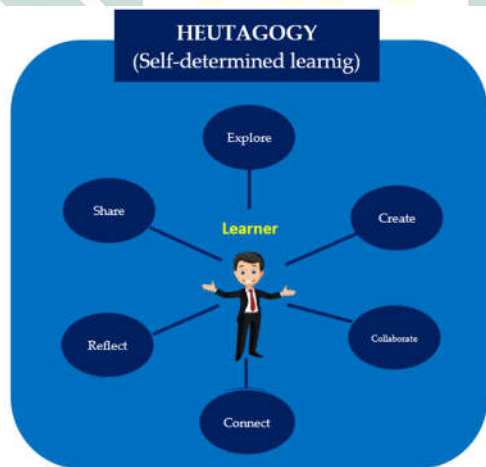 HEUTAGOGY
(Self-determined learnig)
Explore
Share
Learner
Create
Reflect
Collaborate
Connect